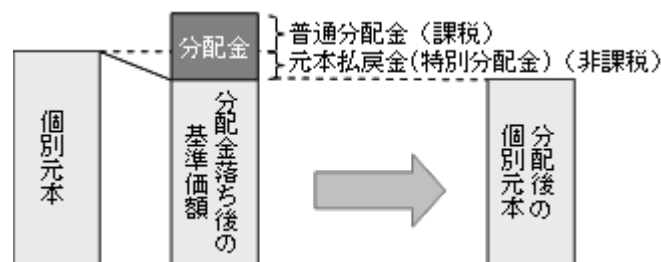 分配金
普通分配金（課税）
元本払戻金(特別分配金)（非課税）
個別元本
分配金落ち後の
基準価額
分配後の
個別元本